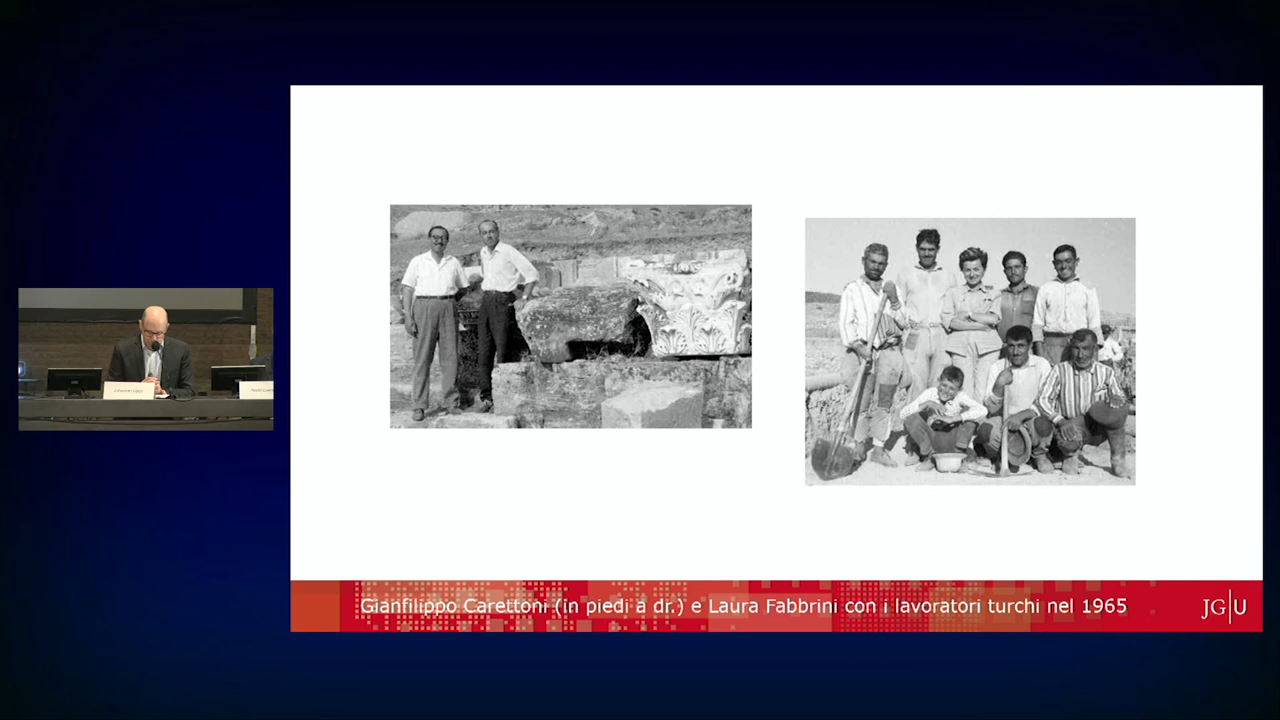 Gianfilippo Carettoni (in piedi a dr.) e Laura Fabbrini con i lavoratori turchi nel 1965
JG|U